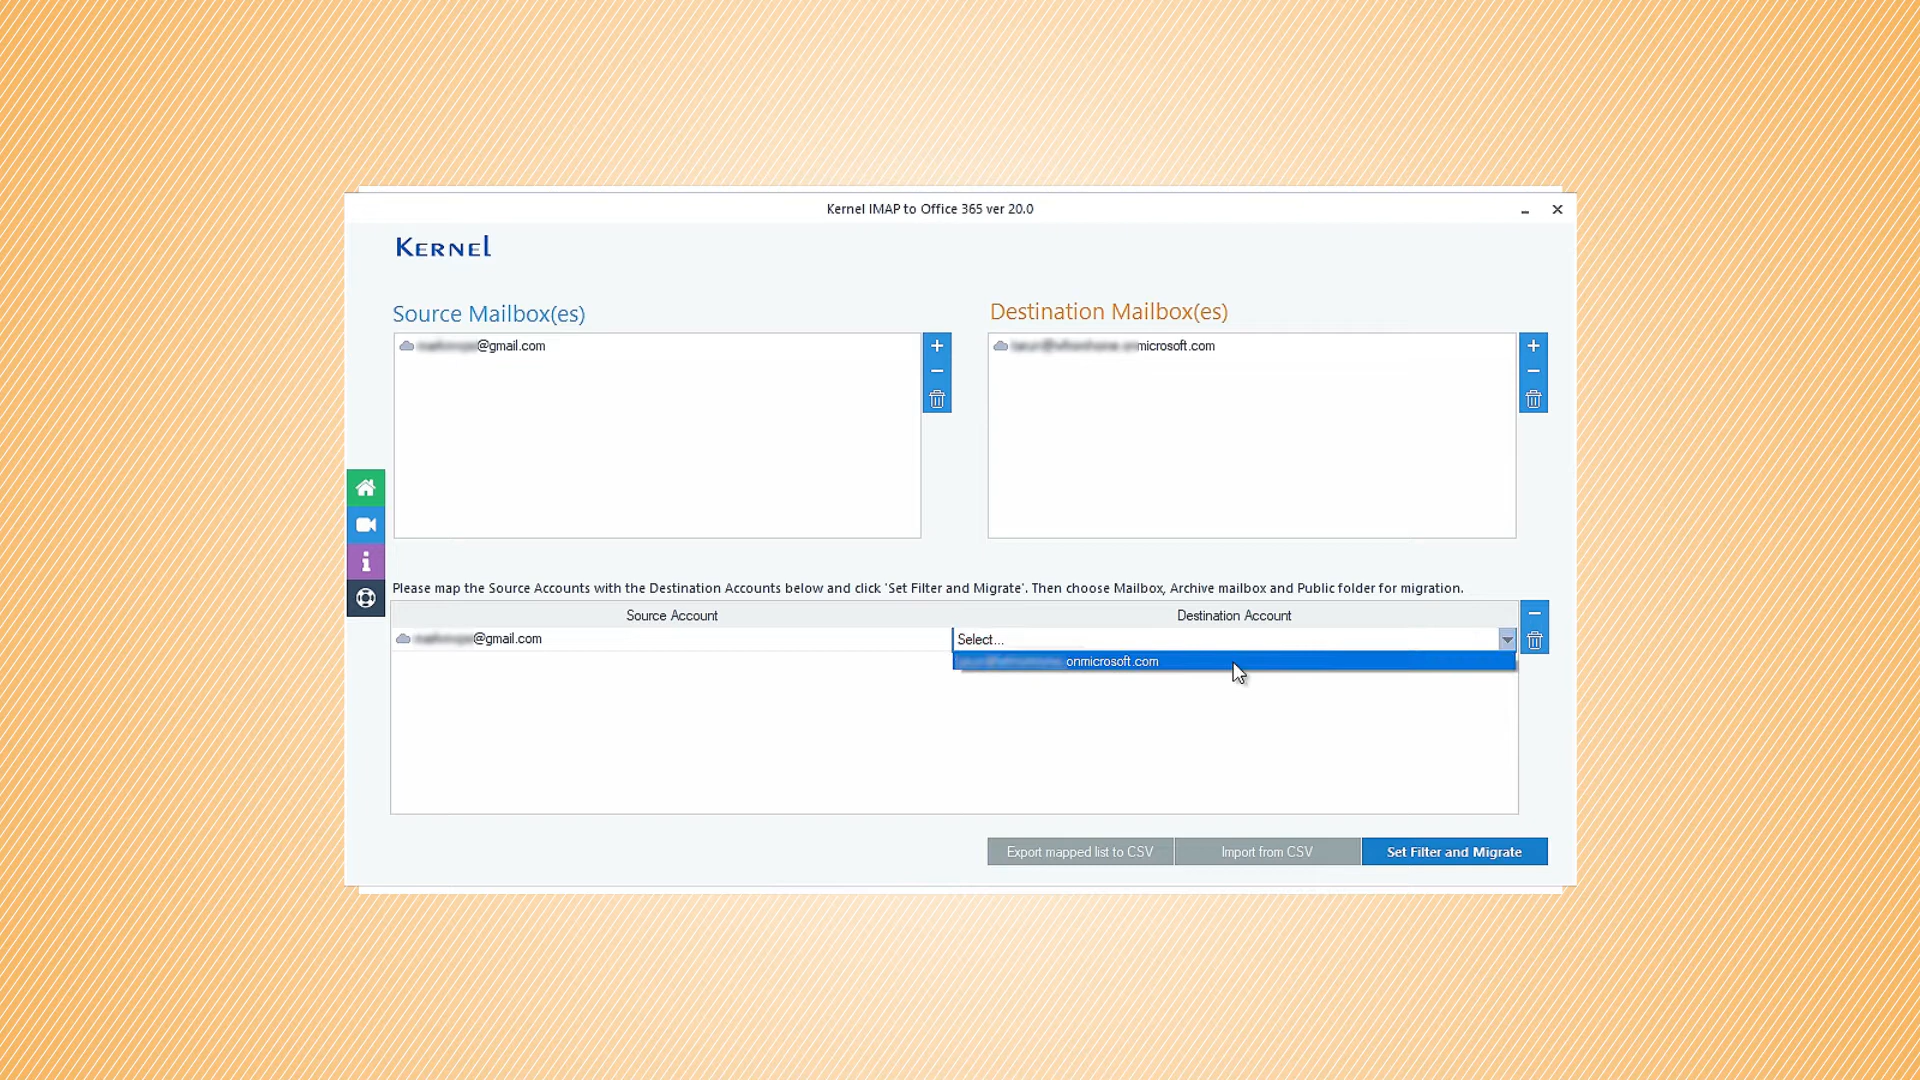 Kernel IMAP to Office 365 ver 20.0
KERNEl
Source Mailbox(es)
Destination Mailbox(es)
@gmail.com
microsoft.com
Please map the Source Accounts with the Destination Accounts below and click 'Set Filter and Migrate'. Then choose Mailbox, Archive mailbox and Public folder for migration.
Source Account
Destination Account
@gmail.com
Select...
onmicrosoft.com
Export mapped list to CSV
Import from CSV
Set Filter and Migrate